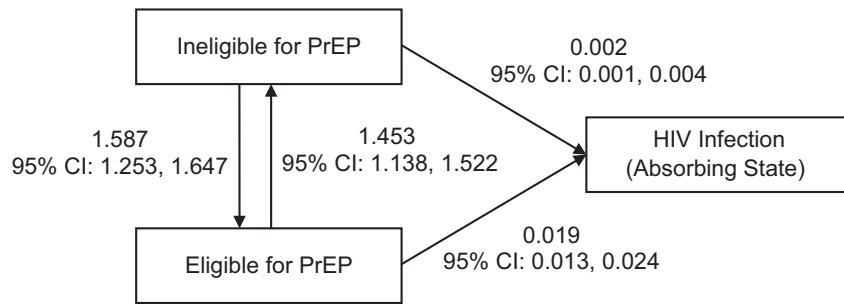 Ineligible for PrEP
0.002
95% CI: 0.001, 0.004
1.587
95% CI: 1.253, 1.647
1.453
95% CI: 1.138, 1.522
HIV Infection
(Absorbing State)
Eligible for PrEP
0.019
95% CI: 0.013, 0.024